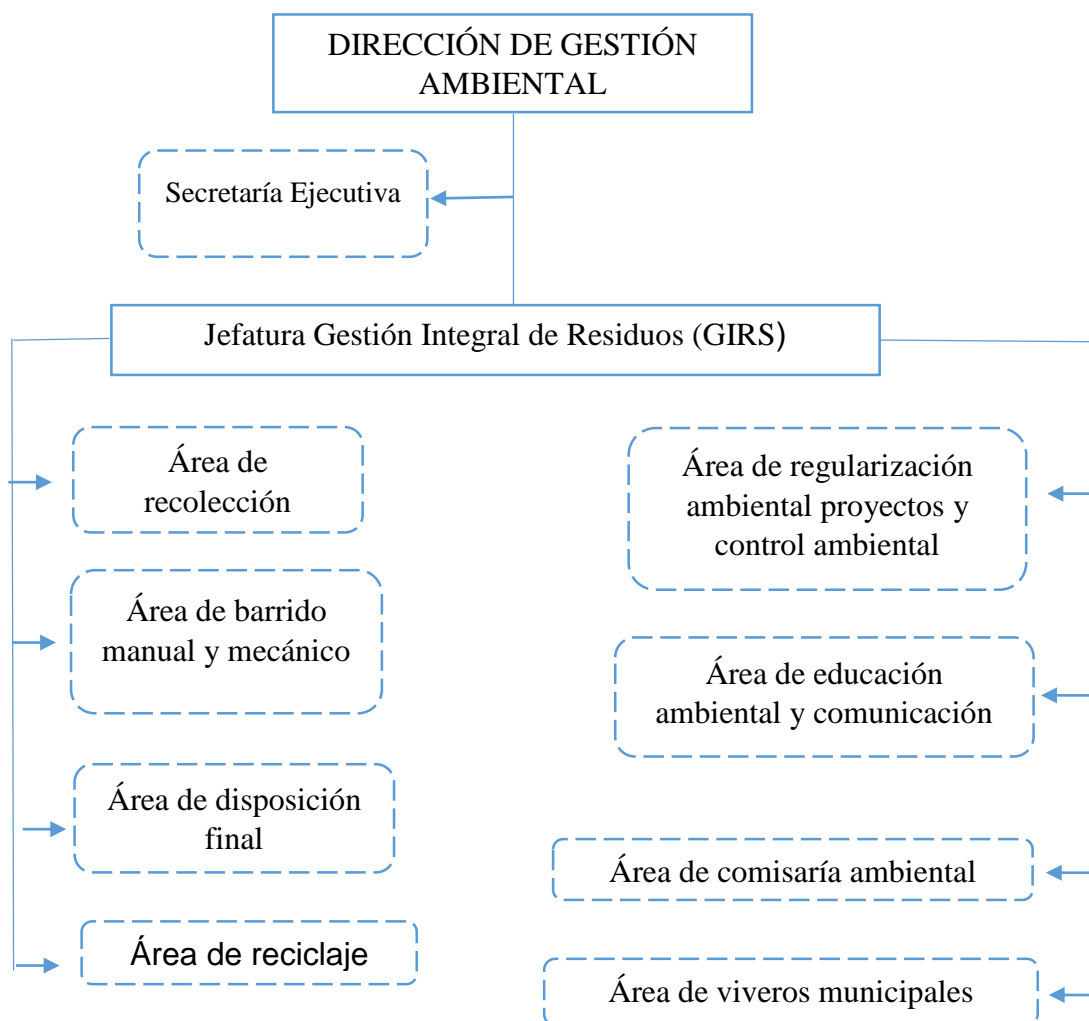 DIRECCIÓN DE GESTIÓN
AMBIENTAL
Secretaría Ejecutiva
Jefatura Gestión Integral de Residuos (GIRS)
Área de
recolección
Área de barrido
manual y mecánico
Área de disposición
final
Área de reciclaje
Área de regularización
ambiental proyectos y
control ambiental
Área de educación
ambiental y comunicación
Área de comisaría ambiental
Área de viveros municipales